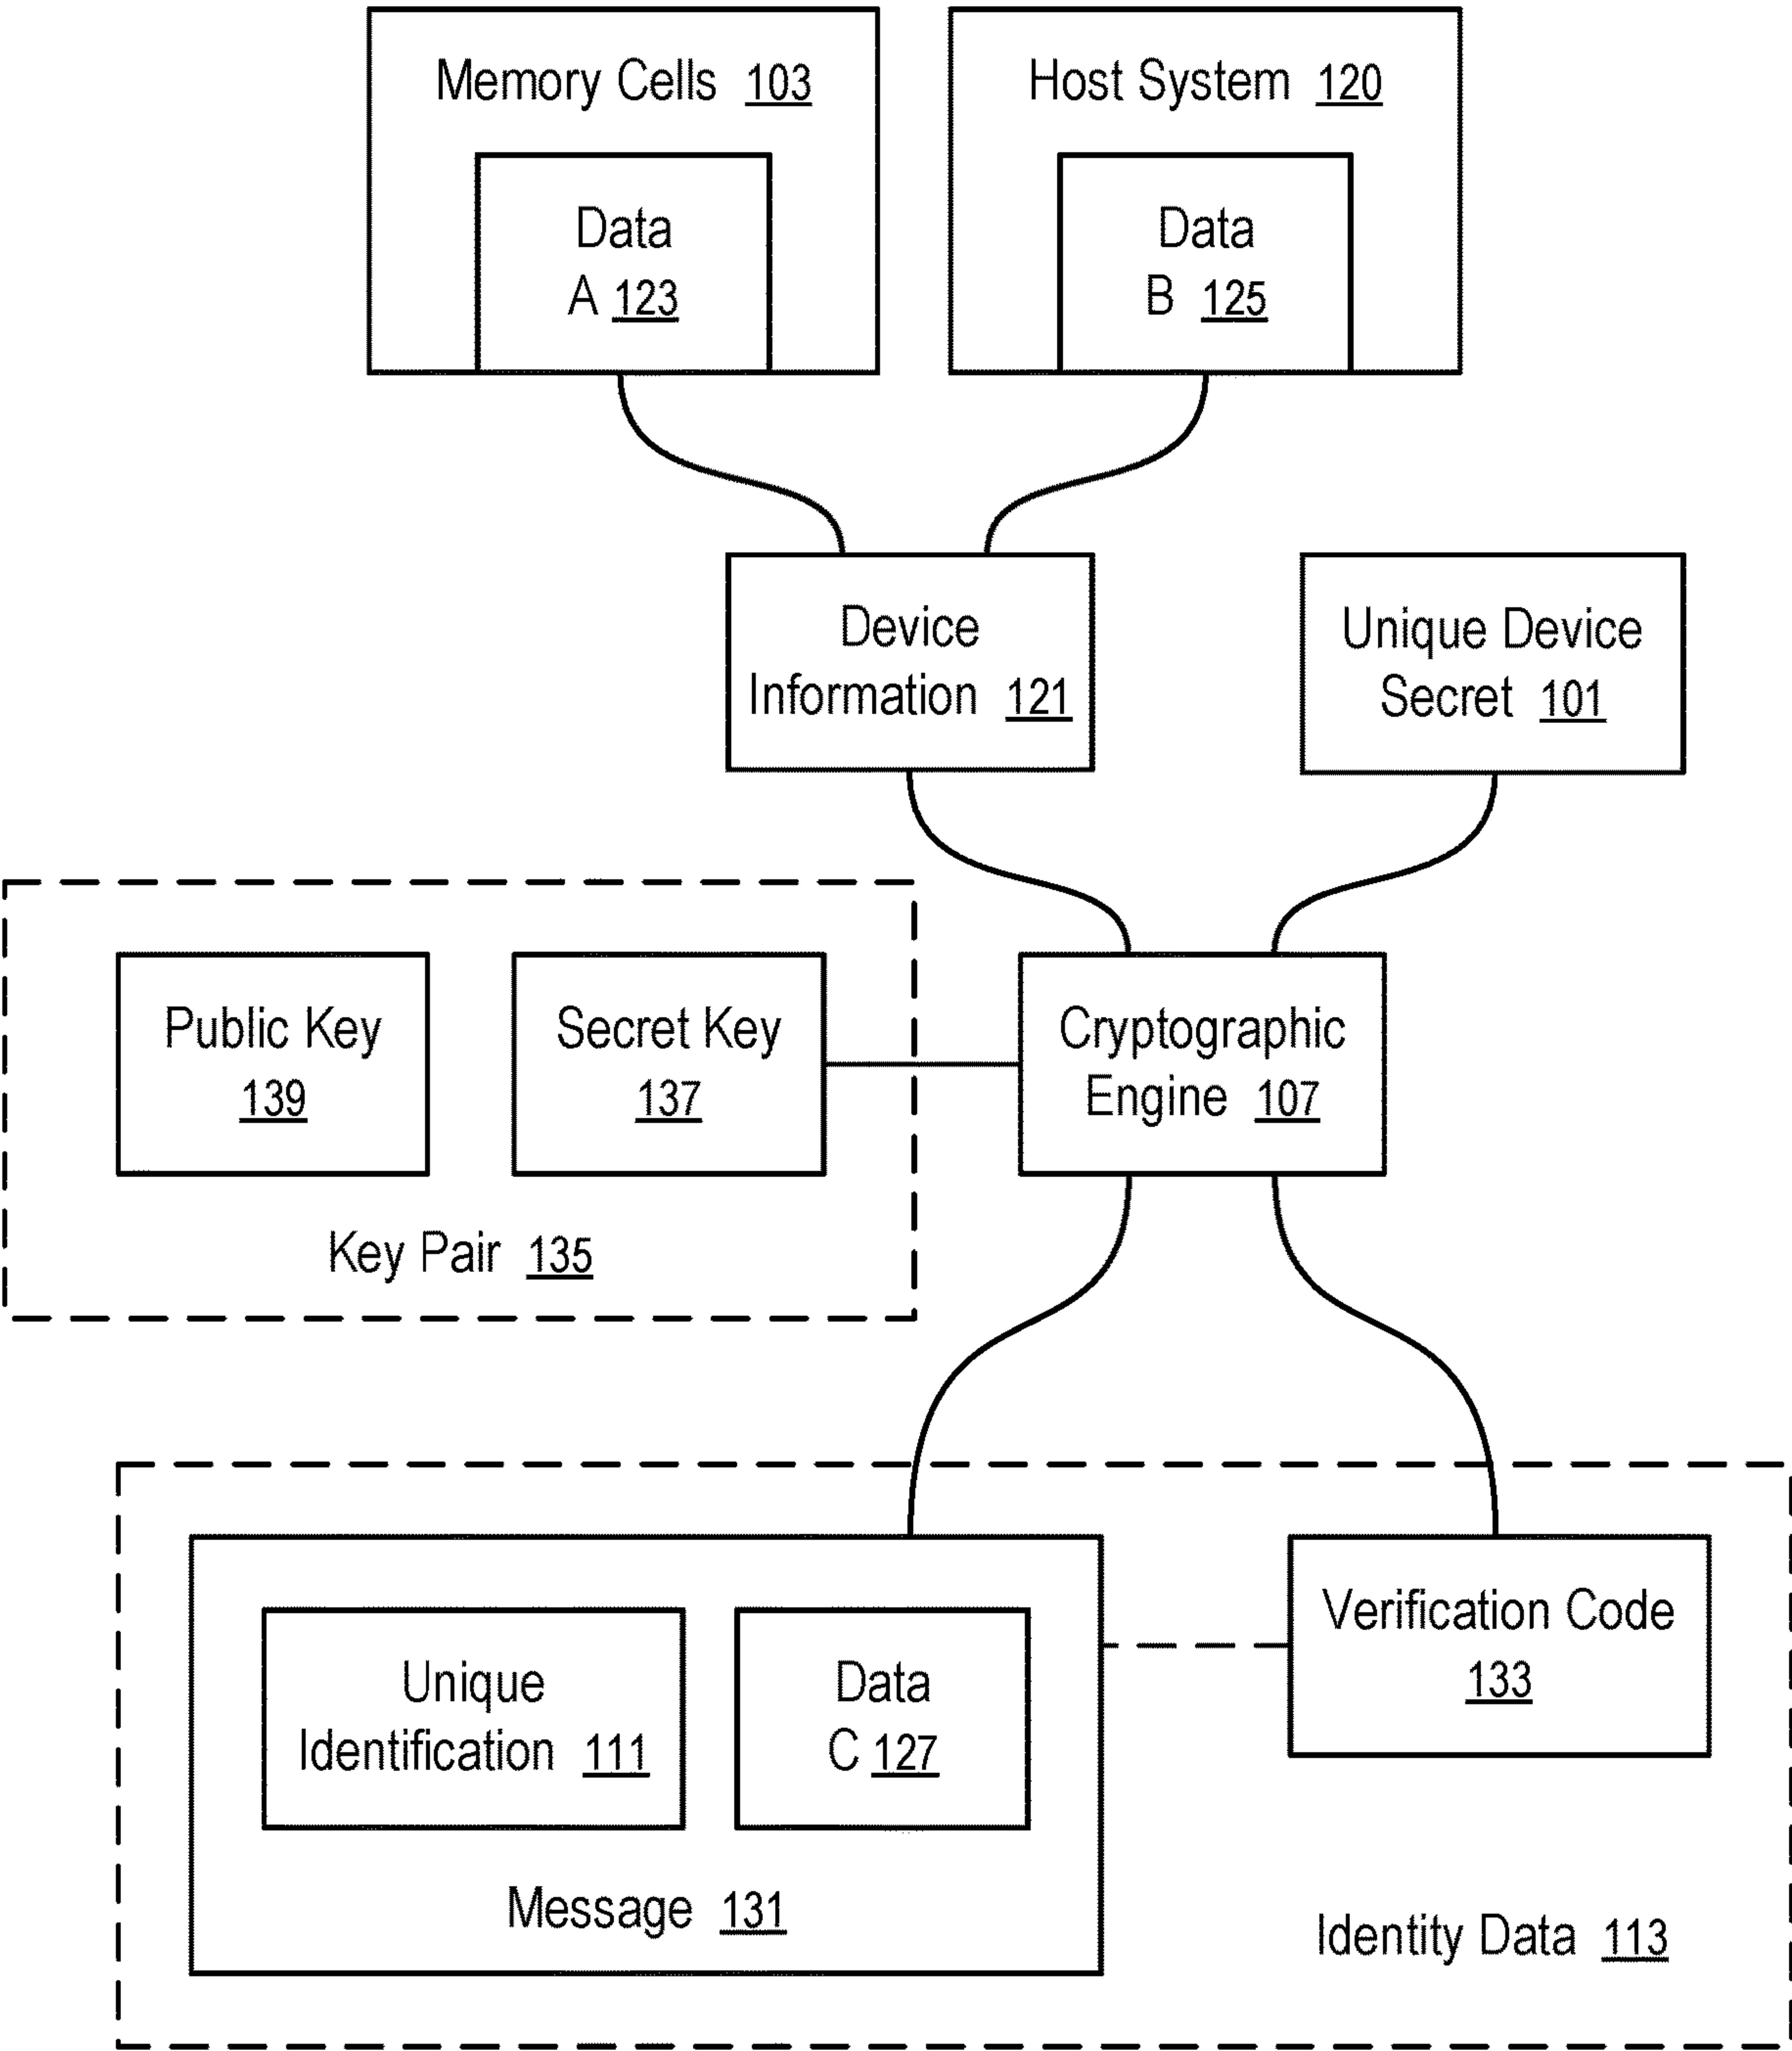 Memory Cells 103
Data
A 123
Host System 120
Data
B 125
Device
Information 121
Unique Device
Secret 101
Public Key
139
Secret Key
137
Key Pair 135
Cryptographic
Engine 107
Unique
Identification 111
Data
C 127
Message 131
Verification Code
133
Identity Data 113